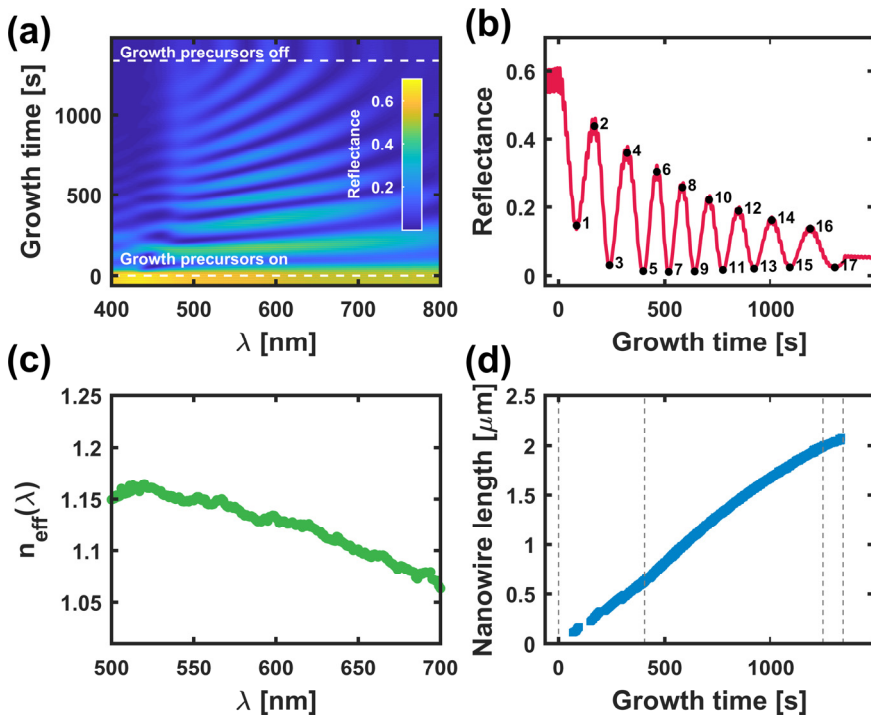 (a)
Growth precursors off
Growth time [s]
1000
500
0
Reflectance
0.6
0.4
0.2
Growth precursors on
400 500 600 700 800
λ [nm]
(b)
Reflectance
0.6
0.4
0.2
0.0
1 2 3 4 5 6 7 8 9 10 11 12 13 14 15 16 17
0 500 1000
Growth time [s]
(c)
n_eff(λ)
1.25
1.2
1.15
1.1
1.05
500 550 600 650 700
λ [nm]
(d)
Nanowire length [μm]
2.5
2
1.5
1
0.5
0
0 500 1000
Growth time [s]